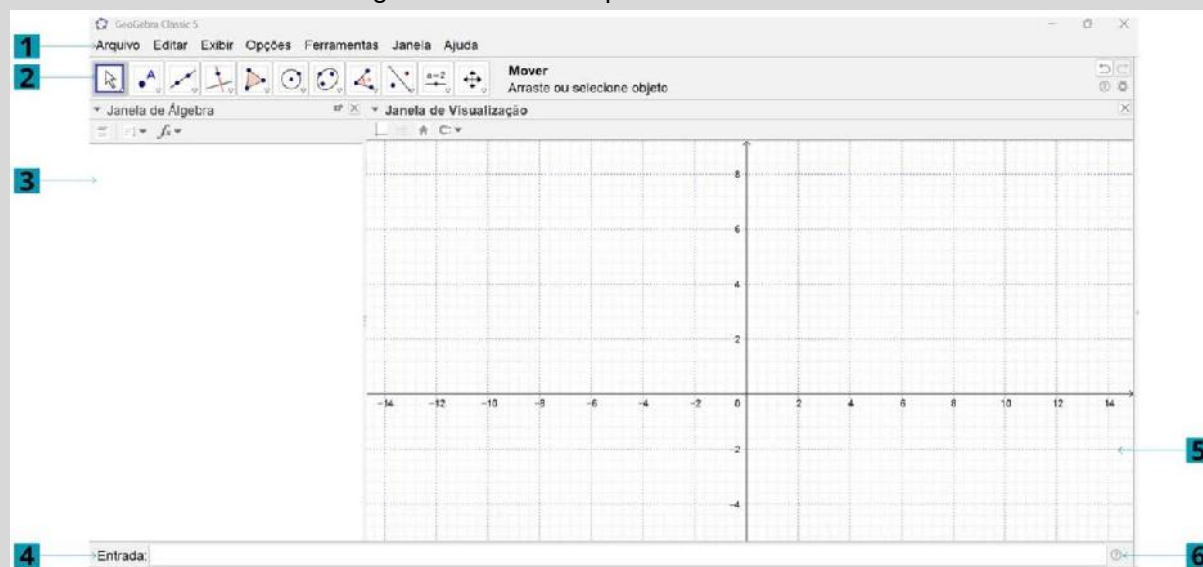 GeoGebra Classic 5
1
Arquivo Editar Exibir Opções Ferramentas Janela Ajuda
2
a=2
Mover
Arraste ou selecione objeto
Janela de Álgebra
Janela de Visualização
3
8
6
4
2
-14 -12 -10 -8 -6 -4 -2 0 2 4 6 8 10 12 14
-2
5
-4
4
Entrada:
6